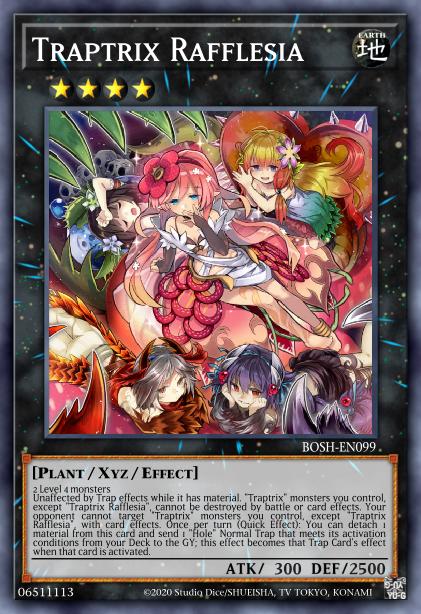 TRAPTRIX RAFFLESIA
EARTH
地
BOSH-EN099
[PLANT / XYZ / EFFECT]
2 Level 4 monsters
Unaffected by Trap effects while it has material. "Traptrix" monsters you control,
except "Traptrix Rafflesia", cannot be destroyed by battle or card effects. Your
opponent cannot target "Traptrix" monsters you control, except "Traptrix
Rafflesia", with card effects. Once per turn (Quick Effect): You can detach 1
material from this card and send 1 "Hole" Normal Trap that meets its activation
conditions from your Deck to the GY; this effect becomes that Trap Card's effect
when that card is activated.
ATK/ 300 DEF/2500
06511113
©2020 Studio Dice/SHUEISHA, TV TOKYO, KONAMI